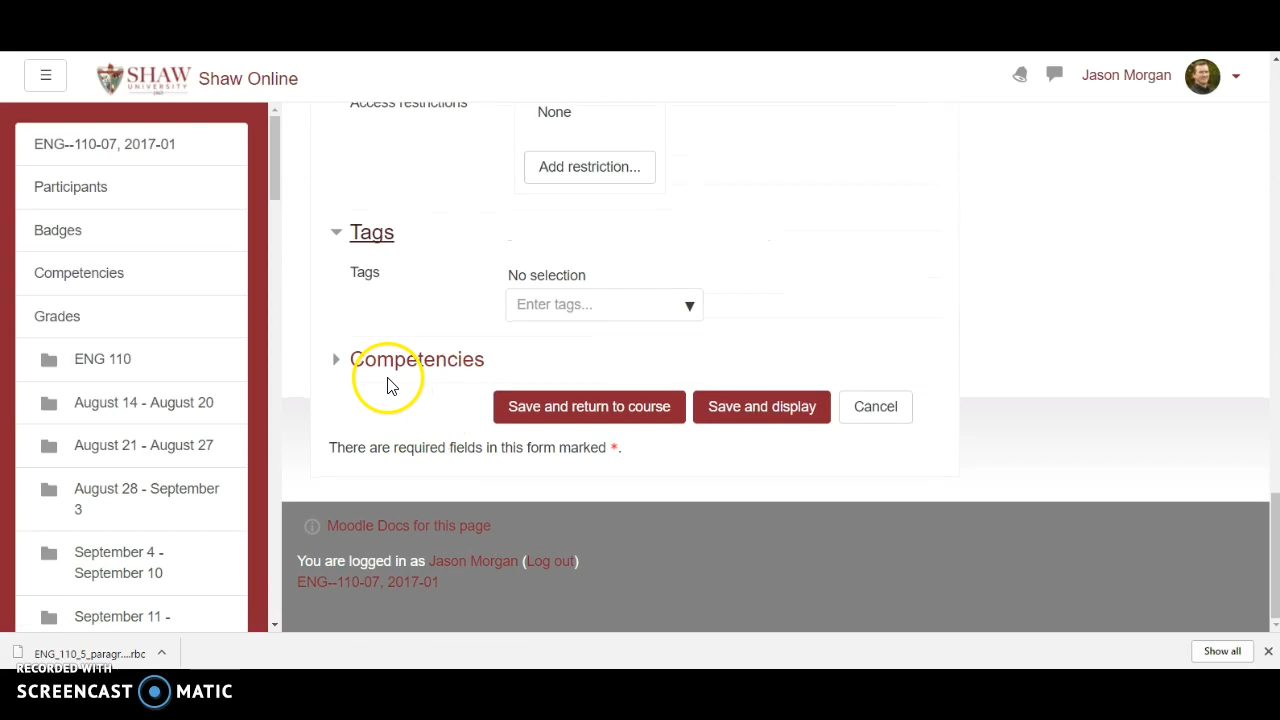 ☰ SHAW UNIVERSITY Shaw Online Jason Morgan
ENG--110-07, 2017-01
Participants
Badges
Competencies
Grades
ENG 110
August 14 - August 20
August 21 - August 27
August 28 - September
3
September 4 -
September 10
September 11 -
Access restrictions
None
Add restriction...
Tags
Tags
No selection
Enter tags...
Competencies
Save and return to course Save and display Cancel
There are required fields in this form marked *.
Moodle Docs for this page
You are logged in as Jason Morgan (Log out)
ENG--110-07, 2017-01
ENG_110_5_paragr....rbc
Show all
RECORDED WITH
SCREENCAST MATIC